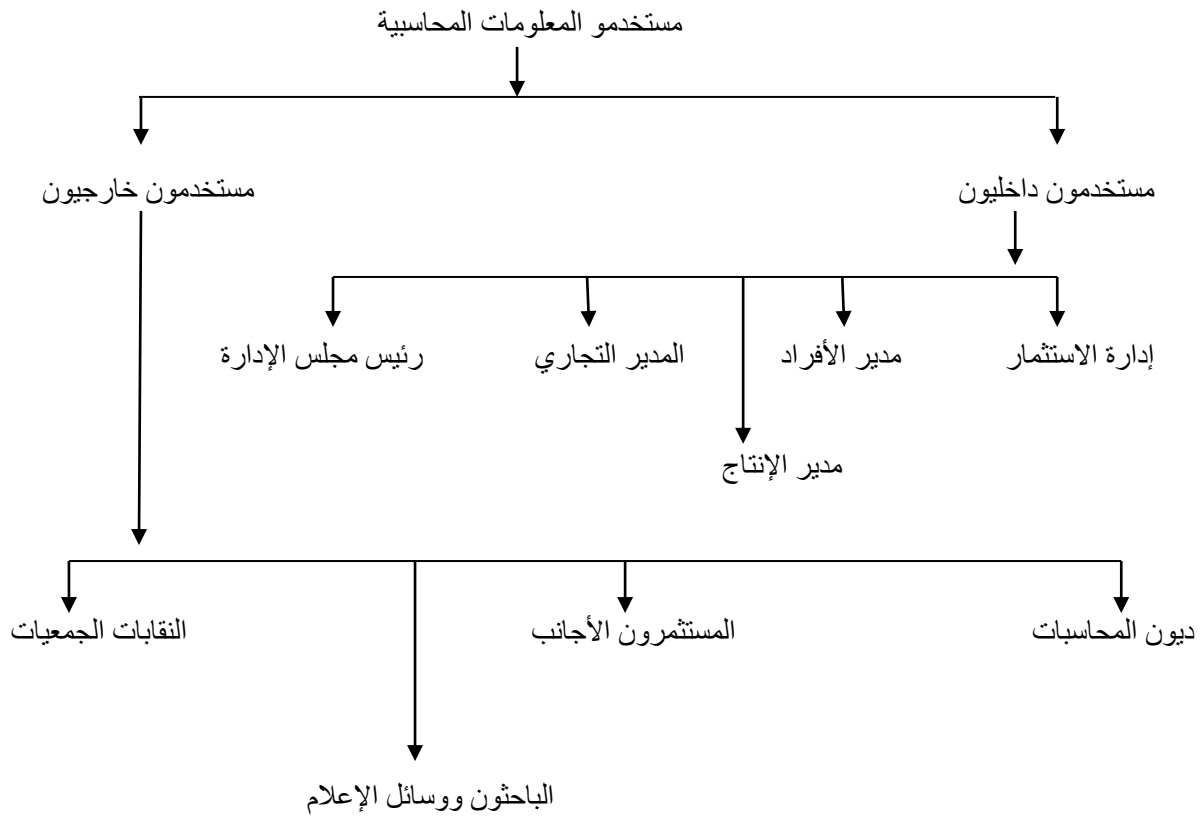 مستخدمو المعلومات المحاسبية
مستخدمون داخليون
مستخدمون خارجيون
إدارة الاستثمار
مدير الأفراد
المدير التجاري
رئيس مجلس الإدارة
مدير الإنتاج
ديون المحاسبات
المستثمرون الأجانب
النقابات الجمعيات
الباحثون ووسائل الإعلام